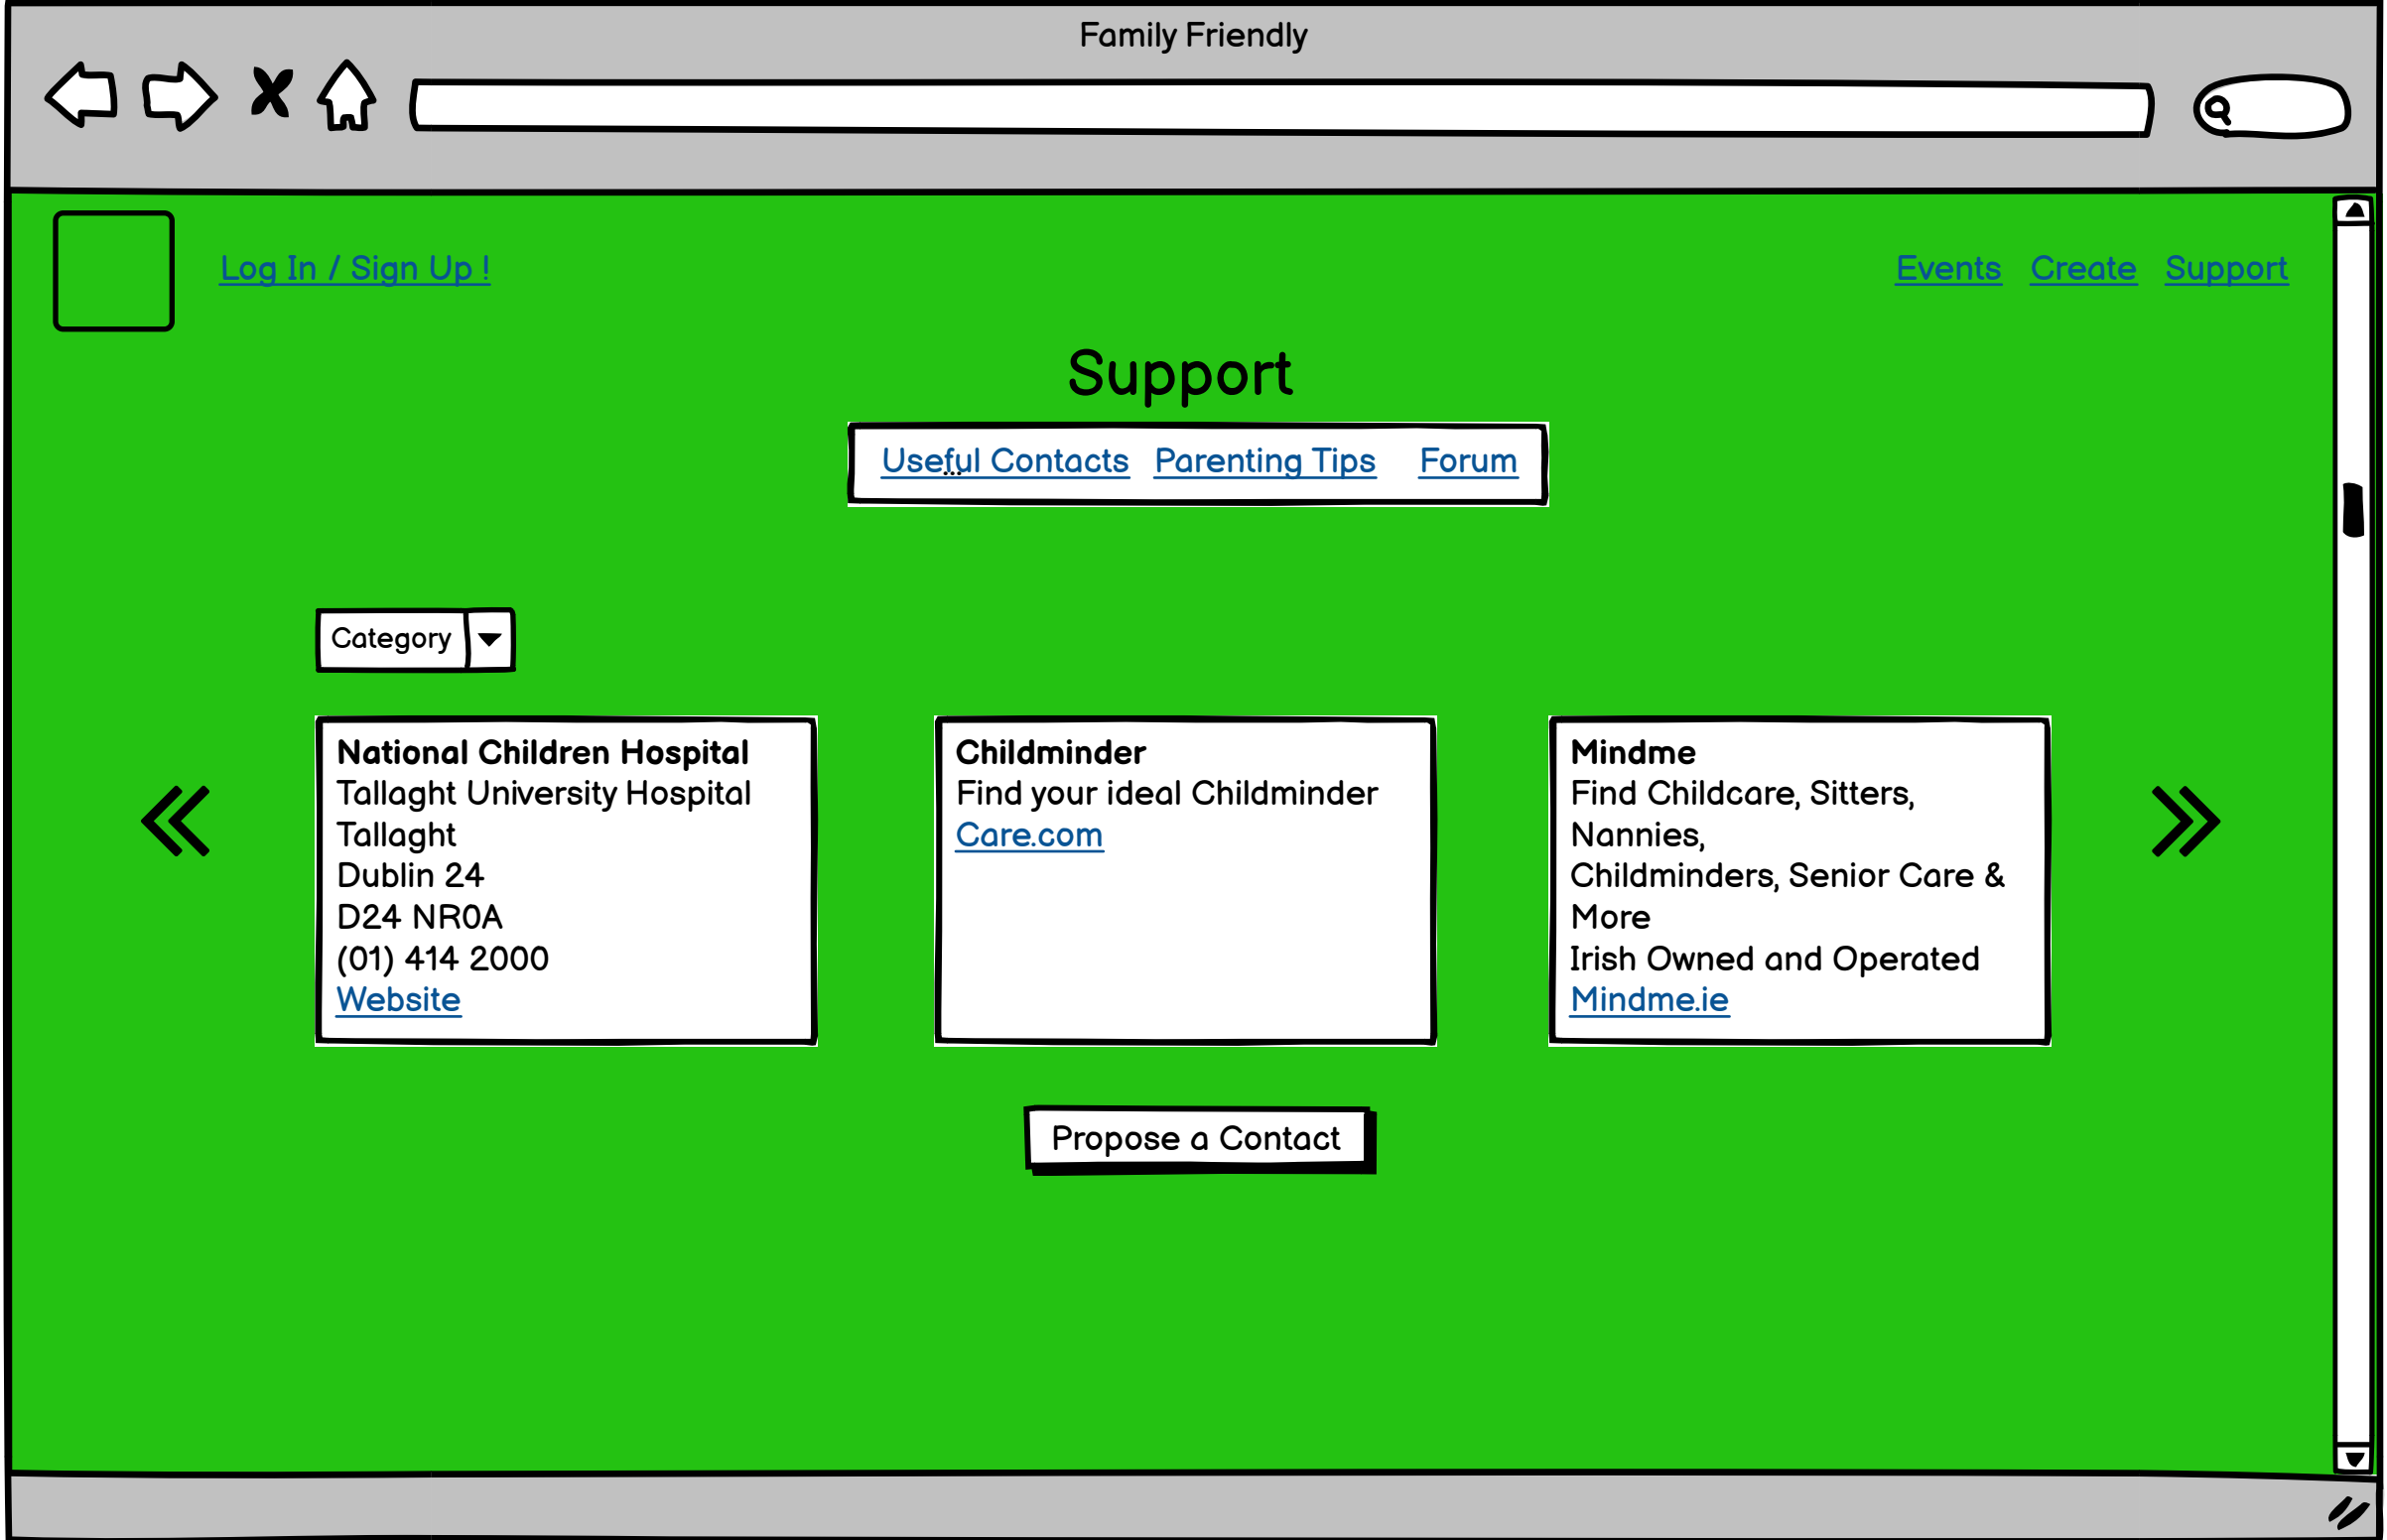 Family Friendly
Log In / Sign Up !
Events Create Support
Support
Useful Contacts Parenting Tips Forum
...
Category
National Children Hospital
Tallaght University Hospital
Tallaght
Dublin 24
D24 NR0A
(01) 414 2000
Website
Childminder
Find your ideal Childminder
Care.com
Mindme
Find Childcare, Sitters,
Nannies,
Childminders, Senior Care &
More
Irish Owned and Operated
Mindme.ie
Propose a Contact